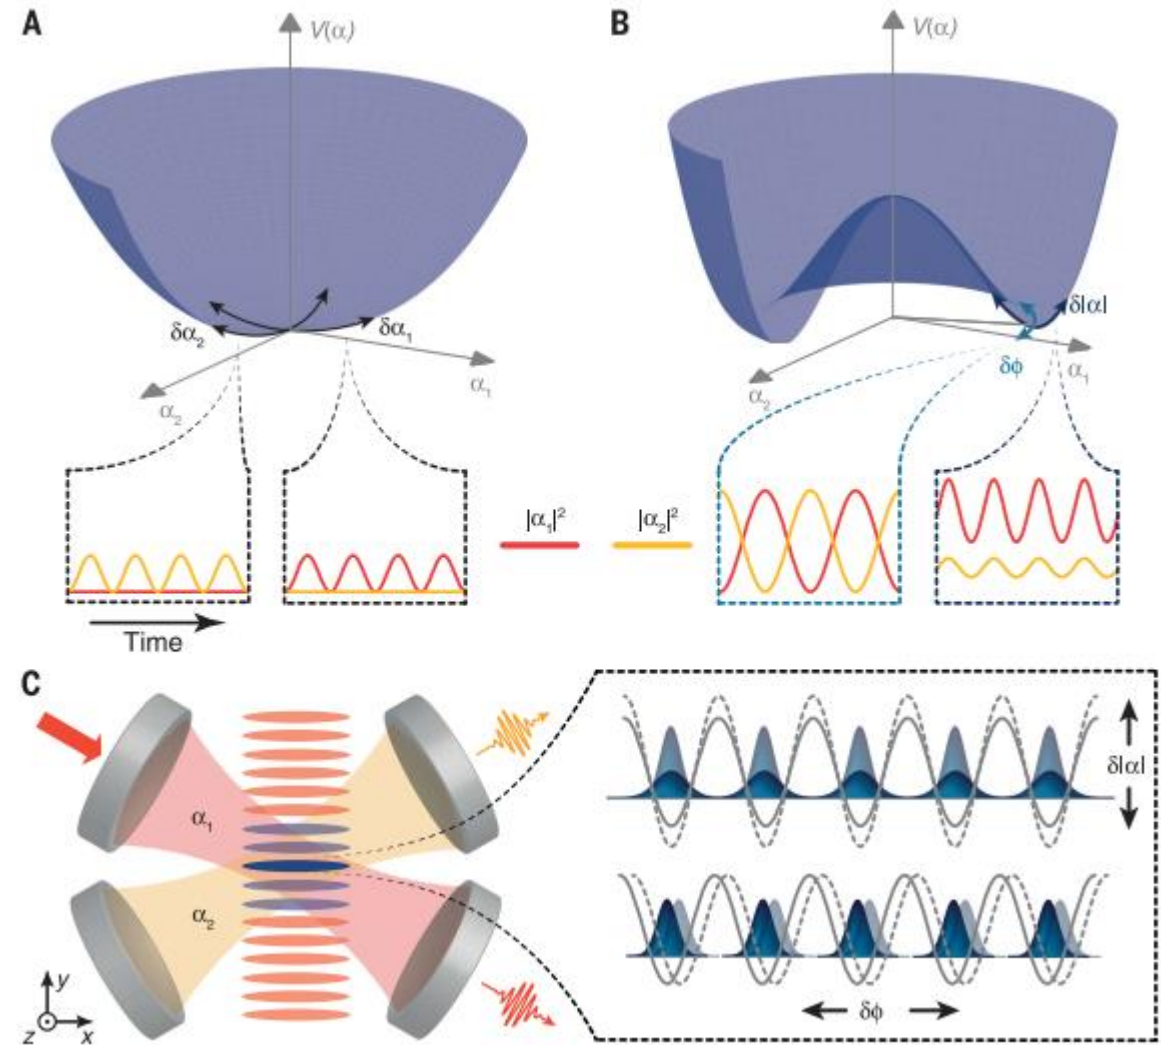 A
V(α)
δα₂
δα₁
α₂
α₁
Time
B
V(α)
δ|α|
δϕ
α₂
α₁
|α₁|²
|α₂|²
C
α₁
α₂
y
z
x
δ|α|
δϕ